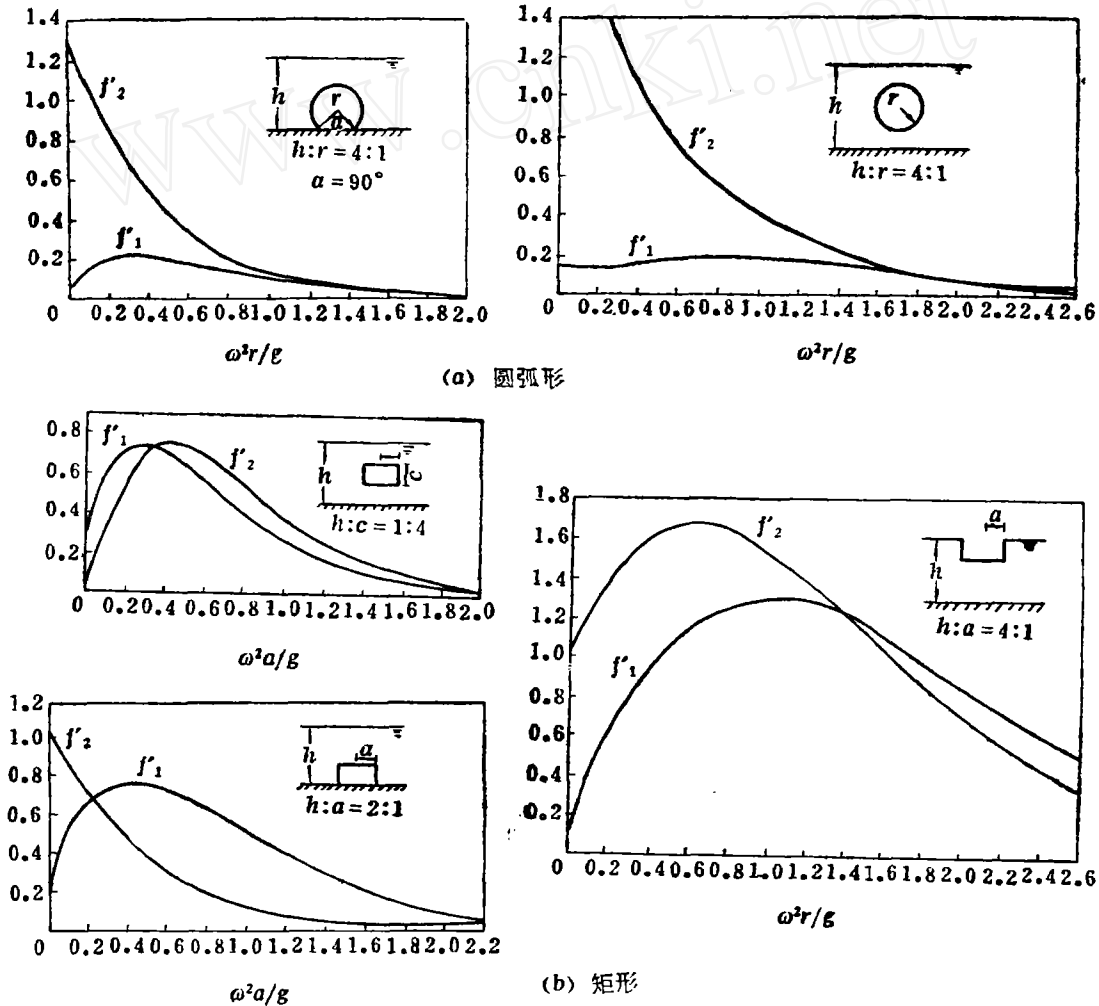 www.cnki.net
1.4
1.2
1.0
0.8
0.6
0.4
0.2
f'₂
f'₁
h
r
a
h:r=4:1
a=90°
0 0.2 0.4 0.6 0.8 1.0 1.2 1.4 1.6 1.8 2.0
ω²r/g
1.4
1.2
1.0
0.8
0.6
0.4
0.2
f'₂
f'₁
h
r
h:r=4:1
0 0.2 0.4 0.6 0.8 1.0 1.2 1.4 1.6 1.8 2.0 2.2 2.4 2.6
ω²r/g
(a) 圆弧形
0.8
0.6
0.4
0.2
f'₁
f'₂
h
c
h:c=1:4
0 0.2 0.4 0.6 0.8 1.0 1.2 1.4 1.6 1.8 2.0
ω²a/g
1.2
1.0
0.8
0.6
0.4
0.2
f'₂
f'₁
h
a
h:a=2:1
0 0.2 0.4 0.6 0.8 1.0 1.2 1.4 1.6 1.8 2.0 2.2
ω²a/g
1.8
1.6
1.4
1.2
1.0
0.8
0.6
0.4
0.2
f'₂
f'₁
a
h
h:a=4:1
0 0.2 0.4 0.6 0.8 1.0 1.2 1.4 1.6 1.8 2.0 2.2 2.4 2.6
ω²r/g
(b) 矩形